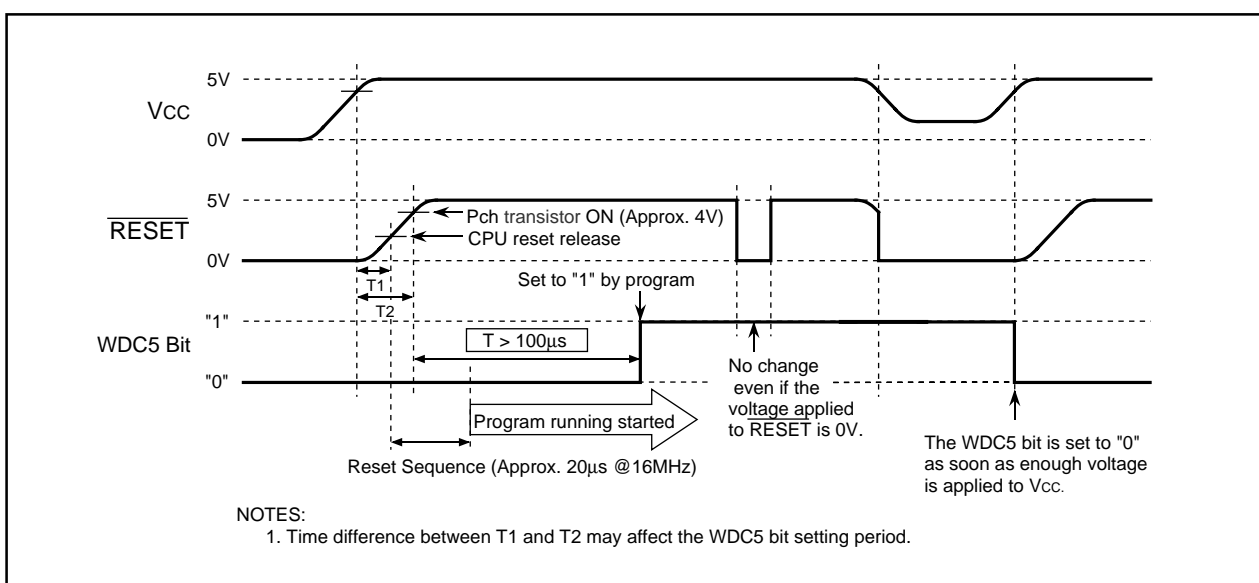 5V
VCC
0V
5V
RESET
0V
Pch transistor ON (Approx. 4V)
CPU reset release
T1
T2
Set to "1" by program
"1"
WDC5 Bit
"0"
T > 100µs
No change
even if the
voltage applied
to RESET is 0V.
Program running started
Reset Sequence (Approx. 20µs @16MHz)
The WDC5 bit is set to "0"
as soon as enough voltage
is applied to VCC.
NOTES:
1. Time difference between T1 and T2 may affect the WDC5 bit setting period.